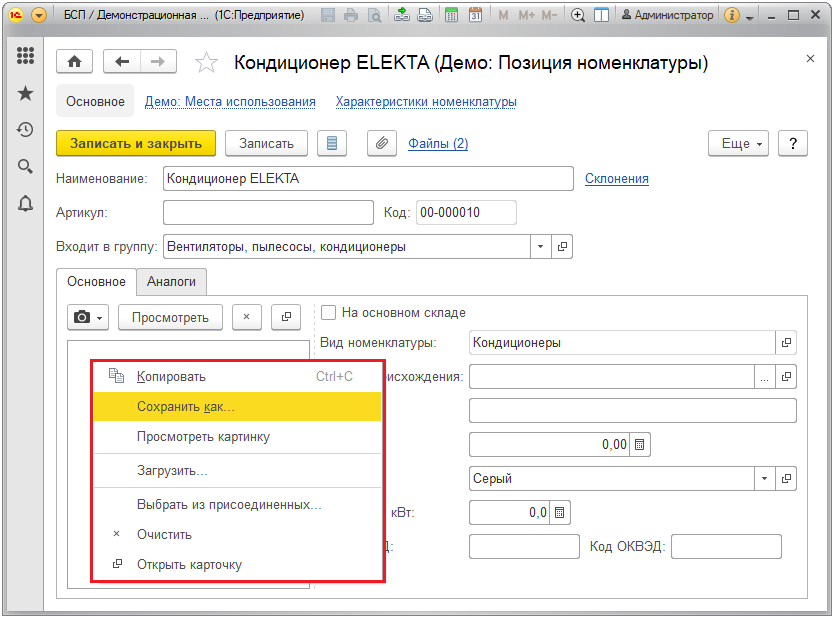 БСП / Демонстрационная ... (1С:Предприятие)
M M+ M- Администратор
Кондиционер ELEKTA (Демо: Позиция номенклатуры)
Основное Демо: Места использования Характеристики номенклатуры
Записать и закрыть Записать Файлы (2) Еще ?
Наименование: Кондиционер ELEKTA Склонения
Артикул: Код: 00-000010
Входит в группу: Вентиляторы, пылесосы, кондиционеры
Основное Аналоги
Просмотреть На основном складе
Вид номенклатуры: Кондиционеры
Копировать Ctrl+C исхождения: ...
Сохранить как...
Просмотреть картинку 0,00
Загрузить... Серый
Выбрать из присоединенных... кВт: 0,0
Очистить
Код ОКВЭД:
Открыть карточку